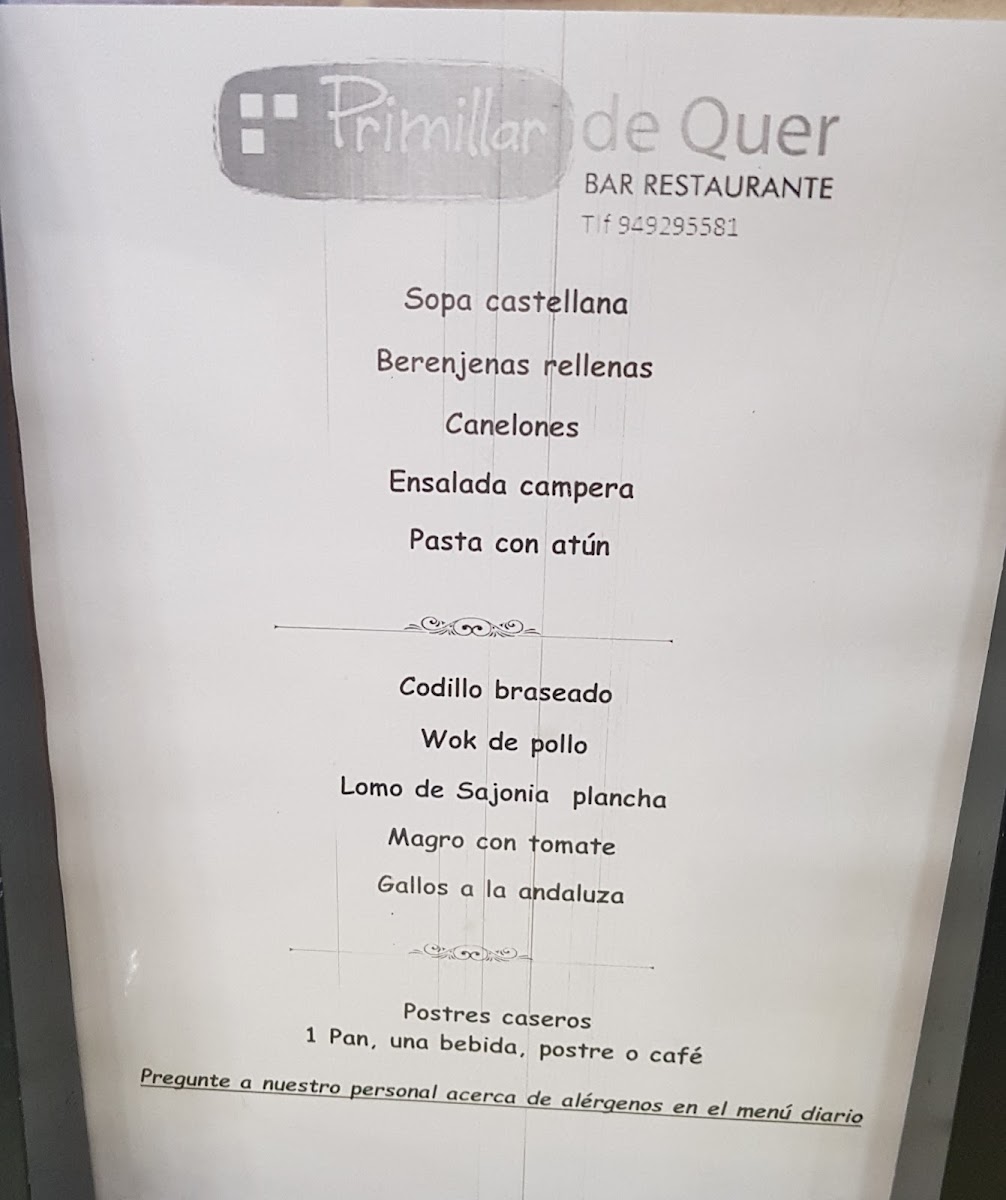 Primillar de Quer
BAR RESTAURANTE
Tlf 949295581
Sopa castellana
Berenjenas rellenas
Canelones
Ensalada campera
Pasta con atún
Codillo braseado
Wok de pollo
Lomo de Sajonia plancha
Magro con tomate
Gallos a la andaluza
Postres caseros
1 Pan, una bebida, postre o café
Pregunte a nuestro personal acerca de alérgenos en el menú diario